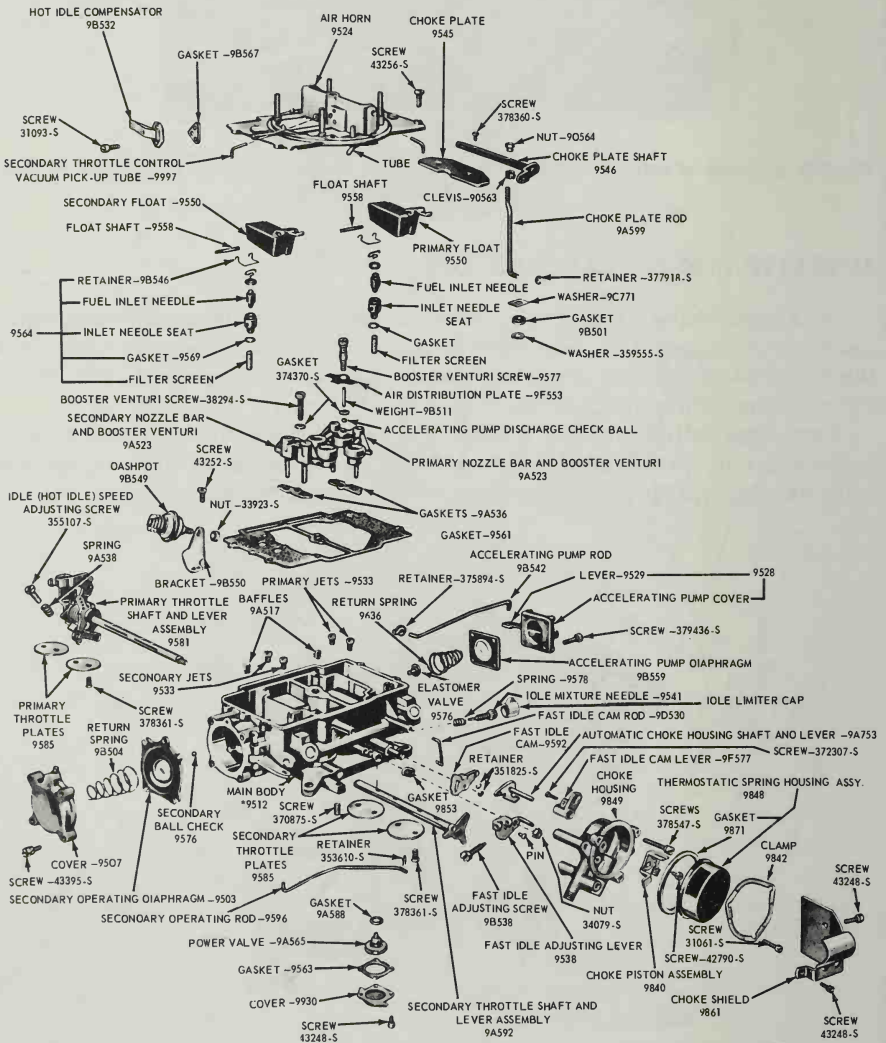 HOT IDLE COMPENSATOR
9B532
GASKET -9B567
AIR HORN
9524
CHOKE PLATE
9545
SCREW
43256-S
SCREW
31093-S
SCREW
378360-S
NUT-90564
CHOKE PLATE SHAFT
9546
SECONDARY THROTTLE CONTROL
VACUUM PICK-UP TUBE -9997
TUBE
CLEVIS-90563
SECONDARY FLOAT -9550
FLOAT SHAFT
9558
FLOAT SHAFT -9558
PRIMARY FLOAT
9550
CHOKE PLATE ROD
9A599
RETAINER-9B546
FUEL INLET NEEDLE
9564
INLET NEEOLE SEAT
GASKET -9569
FILTER SCREEN
FUEL INLET NEEOLE
INLET NEEDLE
SEAT
GASKET
FILTER SCREEN
RETAINER -37791R-S
WASHER-9C771
GASKET
9B501
WASHER -359555-S
GASKET
374370-S
BOOSTER VENTURI SCREW-9577
AIR DISTRIBUTION PLATE -9F553
WEIGHT-9B511
ACCELERATING PUMP DISCHARGE CHECK BALL
BOOSTER VENTURI SCREW-38294-S
SECONDARY NOZZLE BAR
AND BOOSTER VENTURI
9A523
PRIMARY NOZZLE BAR AND BOOSTER VENTURI
9A523
SCREW
43252-S
OASHPOT
9B549
IDLE (HOT IDLE) SPEED
ADJUSTING SCREW
355107-S
NUT -33923-S
GASKETS -9A536
GASKET-9561
SPRING
9A538
BRACKET -9B550
PRIMARY JETS -9533
BAFFLES
9A517
RETAINER-375894-S
ACCELERATING PUMP ROD
9B542
LEVER-9529
9528
ACCELERATING PUMP COVER
SCREW -379436-S
PRIMARY THROTTLE
SHAFT AND LEVER
ASSEMBLY
9581
RETURN SPRING
9636
ACCELERATING PUMP OIAPHRAGM
9B559
SECONOARY JETS
9533
ELASTOMER
VALVE
9576
SPRING -9578
IOLE MIXTURE NEEDLE -9541
IOLE LIMITER CAP
FAST IDLE CAM ROD -9D530
PRIMARY
THROTTLE
PLATES
9585
SCREW
378361-S
RETURN
SPRING
9B504
FAST IDLE
CAM-9592
AUTOMATIC CHOKE HOUSING SHAFT ANO LEVER -9A753
SCREW-372307-S
FAST IDLE CAM LEVER -9F577
RETAINER
351825-S
CHOKE
HOUSING
9849
THERMOSTATIC SPRING HOUSING ASSY.
9848
SCREWS
378547-S
GASKET
9871
CLAMP
9842
SCREW
43248-S
MAIN BODY
*9512
GASKET
9853
SECONDARY
BALL CHECK
9576
SCREW
370875-S
SECONDARY
THROTTLE
PLATES
9585
RETAINER
353610-S
PIN
COVER -9507
SCREW -43395-S
SECONDARY OPERATING OIAPHRAGM -9503
SECONOARY OPERATING ROD-9596
SCREW
378361-S
FAST IDLE
ADJUSTING SCREW
9B538
NUT
34079-S
FAST IDLE ADJUSTING LEVER
9538
SCREW
31061-S
SCREW-42790-S
CHOKE PISTON ASSEMBLY
9840
CHOKE SHIELD
9861
SCREW
43248-S
GASKET
9A588
POWER VALVE -9A565
GASKET -9563
COVER -9930
SCREW
43248-S
SECONDARY THROTTLE SHAFT AND
LEVER ASSEMBLY
9A592